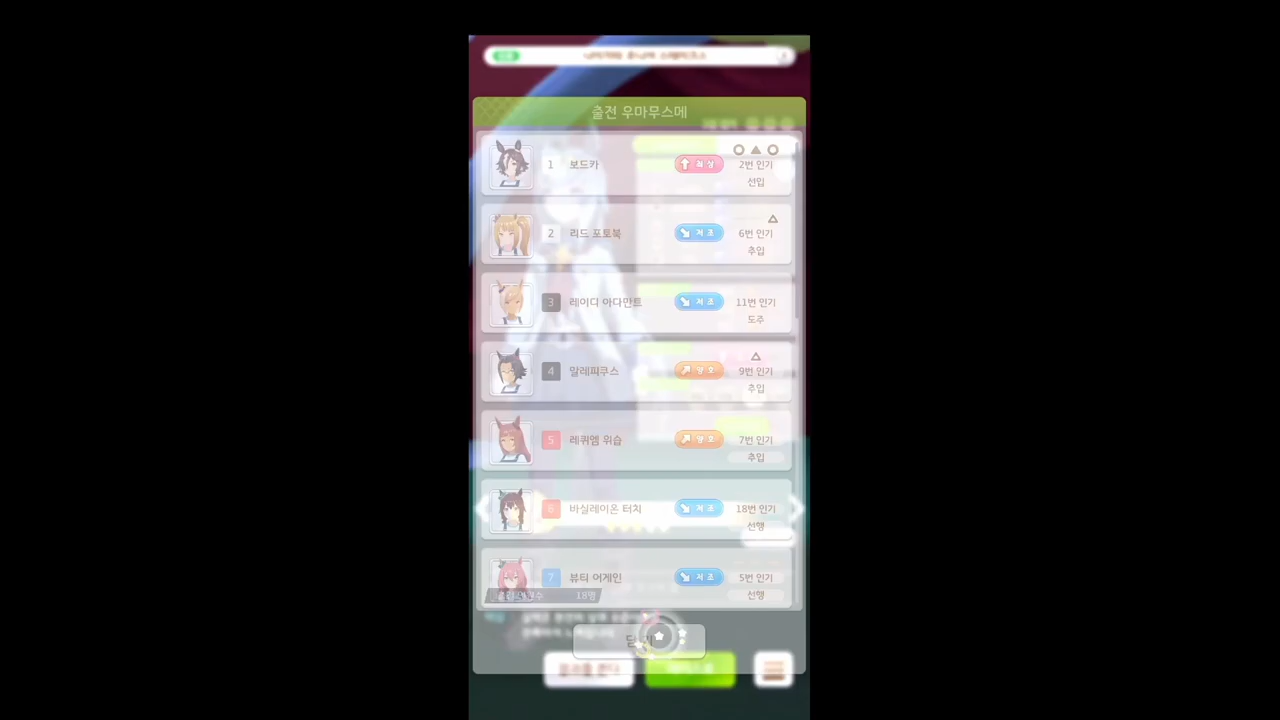 출전 우마무스메
1 보드카 최상 2번 인기
선입
2 리드 포토북 저조 6번 인기
추입
3 레이디 아다만트 저조 11번 인기
도주
4 알레피쿠스 양호 9번 인기
추입
5 레퀴엠 위습 양호 7번 인기
추입
6 바실레이온 터치 저조 18번 인기
선행
7 뷰티 어게인 저조 5번 인기
선행
18명